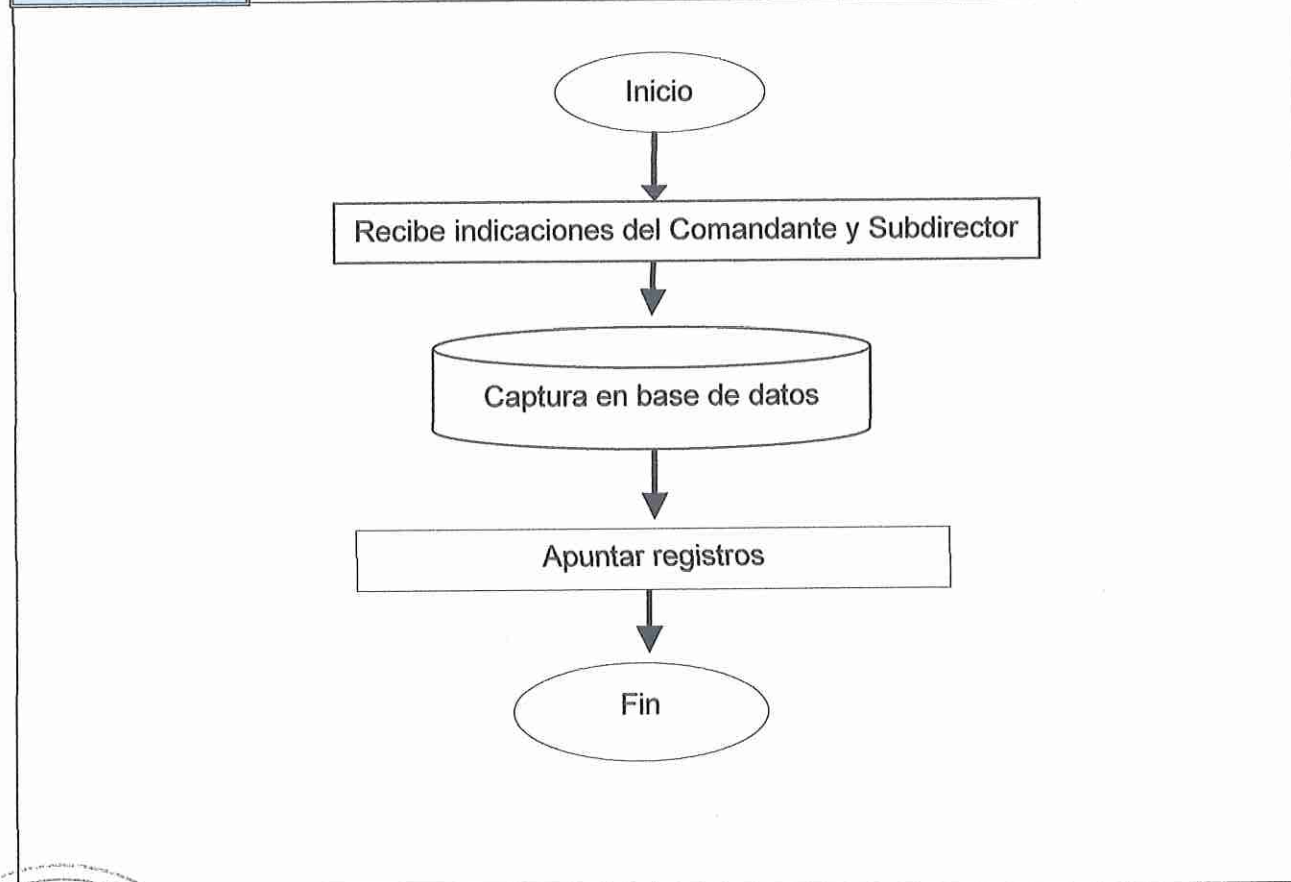 Inicio
Recibe indicaciones del Comandante y Subdirector
Captura en base de datos
Apuntar registros
Fin